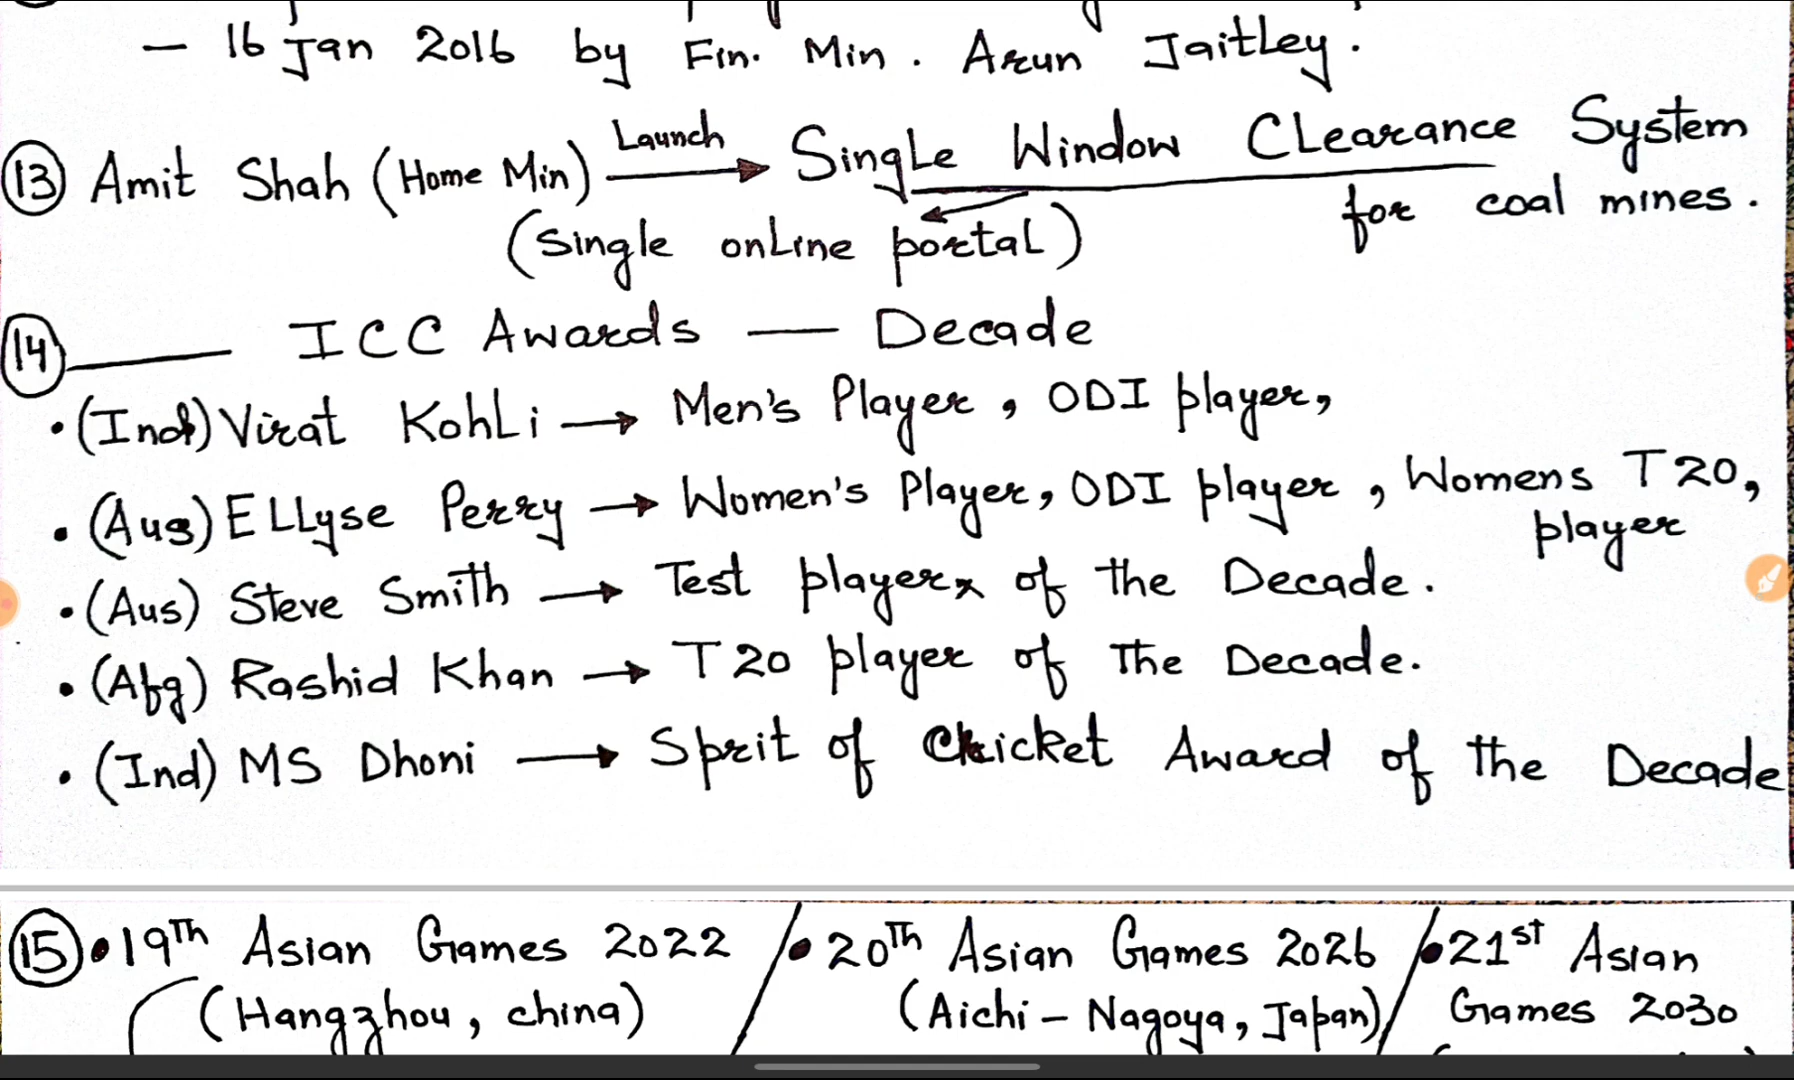 – 16 Jan 2016 by Fin. Min. Arun Jaitley.
13 Amit Shah (Home Min) Launch → Single Window Clearance System
for coal mines.
(Single online portal)
14 ICC Awards — Decade
• (Ind) Virat Kohli → Men's Player, ODI player,
• (Aus) Ellyse Perry → Women's Player, ODI player, Womens T20,
player
• (Aus) Steve Smith → Test player of the Decade.
• (Afg) Rashid Khan → T20 player of the Decade.
• (Ind) MS Dhoni → Sprit of Cricket Award of the Decade
15 • 19th Asian Games 2022 / • 20th Asian Games 2026 / • 21st Asian
(Hangzhou, china) (Aichi – Nagoya, Japan) Games 2030